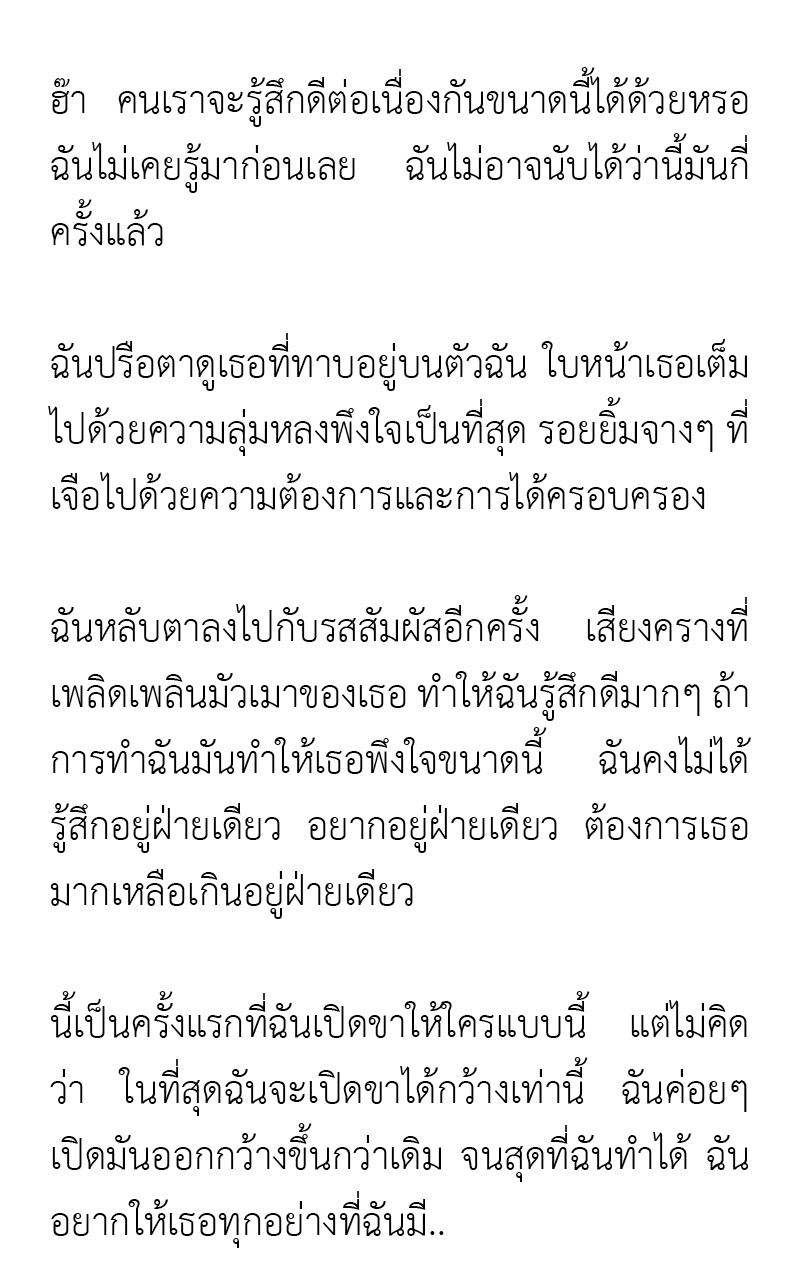 ฮ๊า คนเราจะรู้สึกดีต่อเนื่องกันขนาดนี้ได้ด้วยหรอ
ฉันไม่เคยรู้มาก่อนเลย ฉันไม่อาจนับได้ว่านี้มันกี่
ครั้งแล้ว
ฉันปรือตาดูเธอที่ทาบอยู่บนตัวฉัน ใบหน้าเธอเต็ม
ไปด้วยความลุ่มหลงพึงใจเป็นที่สุด รอยยิ้มจางๆ ที่
เจือไปด้วยความต้องการและการได้ครอบครอง
ฉันหลับตาลงไปกับรสสัมผัสอีกครั้ง เสียงครางที่
เพลิดเพลินมัวเมาของเธอ ทำให้ฉันรู้สึกดีมากๆ ถ้า
การทำฉันมันทำให้เธอพึงใจขนาดนี้ ฉันคงไม่ได้
รู้สึกอยู่ฝ่ายเดียว อยากอยู่ฝ่ายเดียว ต้องการเธอ
มากเหลือเกินอยู่ฝ่ายเดียว
นี้เป็นครั้งแรกที่ฉันเปิดขาให้ใครแบบนี้ แต่ไม่คิด
ว่า ในที่สุดฉันจะเปิดขาได้กว้างเท่านี้ ฉันค่อยๆ
เปิดมันออกกว้างขึ้นกว่าเดิม จนสุดที่ฉันทำได้ ฉัน
อยากให้เธอทุกอย่างที่ฉันมี..